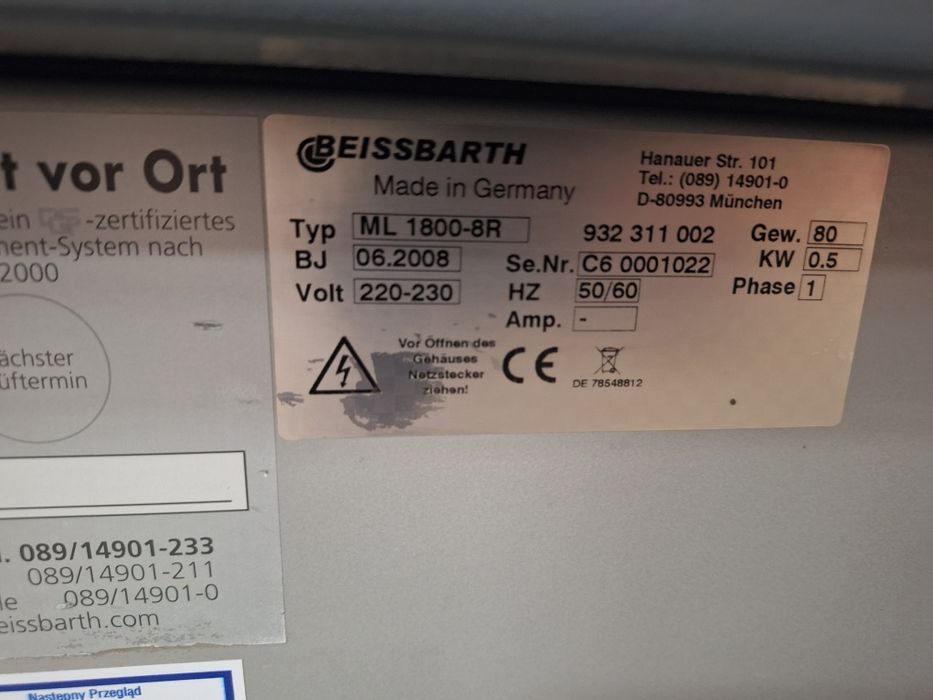 t vor Ort
ein -zertifiziertes
ment-System nach
2000
ächster
üftermin
. 089/14901-233
089/14901-211
le 089/14901-0
eissbarth.com
Następny Przegląd
BEISSBARTH
Made in Germany
Hanauer Str. 101
Tel.: (089) 14901-0
D-80993 München
Typ ML 1800-8R 932 311 002 Gew. 80
BJ 06.2008 Se.Nr. C6 0001022 KW 0.5
Volt 220-230 HZ 50/60 Phase 1
Amp. -
Vor Öffnen des
Gehäuses
Netzstecker
ziehen!
CE
DE 78548812